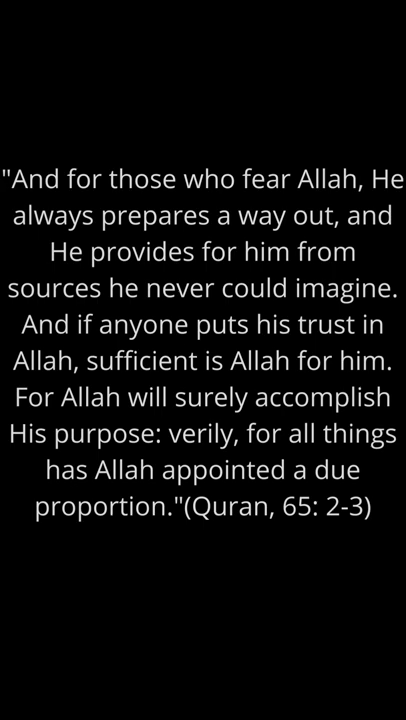 "And for those who fear Allah, He
always prepares a way out, and
He provides for him from
sources he never could imagine.
And if anyone puts his trust in
Allah, sufficient is Allah for him.
For Allah will surely accomplish
His purpose: verily, for all things
has Allah appointed a due
proportion."(Quran, 65: 2-3)